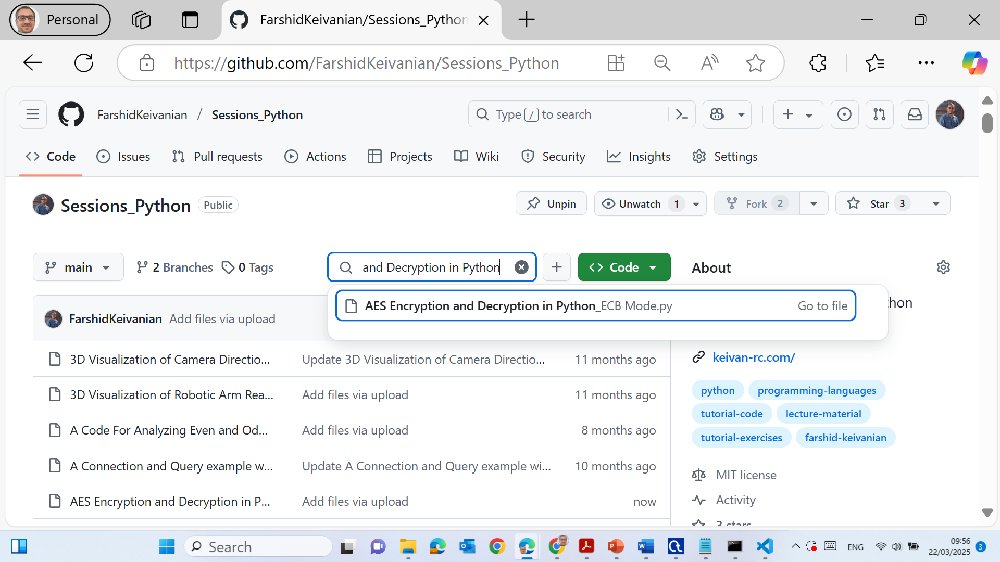 Personal
FarshidKeivanian/Sessions_Python
https://github.com/FarshidKeivanian/Sessions_Python
FarshidKeivanian / Sessions_Python
Type / to search
Code
Issues
Pull requests
Actions
Projects
Wiki
Security
Insights
Settings
Sessions_Python
Public
Unpin
Unwatch 1
Fork 2
Star 3
main
2 Branches
0 Tags
and Decryption in Python
Code
About
AES Encryption and Decryption in Python_ECB Mode.py
Go to file
hon
FarshidKeivanian Add files via upload
3D Visualization of Camera Directio... Update 3D Visualization of Camera Directio... 11 months ago
3D Visualization of Robotic Arm Rea... Add files via upload 11 months ago
A Code For Analyzing Even and Od... Add files via upload 8 months ago
A Connection and Query example w... Update A Connection and Query example wi... 10 months ago
AES Encryption and Decryption in P... Add files via upload now
keivan-rc.com/
python
programming-languages
tutorial-code
lecture-material
tutorial-exercises
farshid-keivanian
MIT license
Activity
3 stars
Search
ENG
09:56
22/03/2025
3